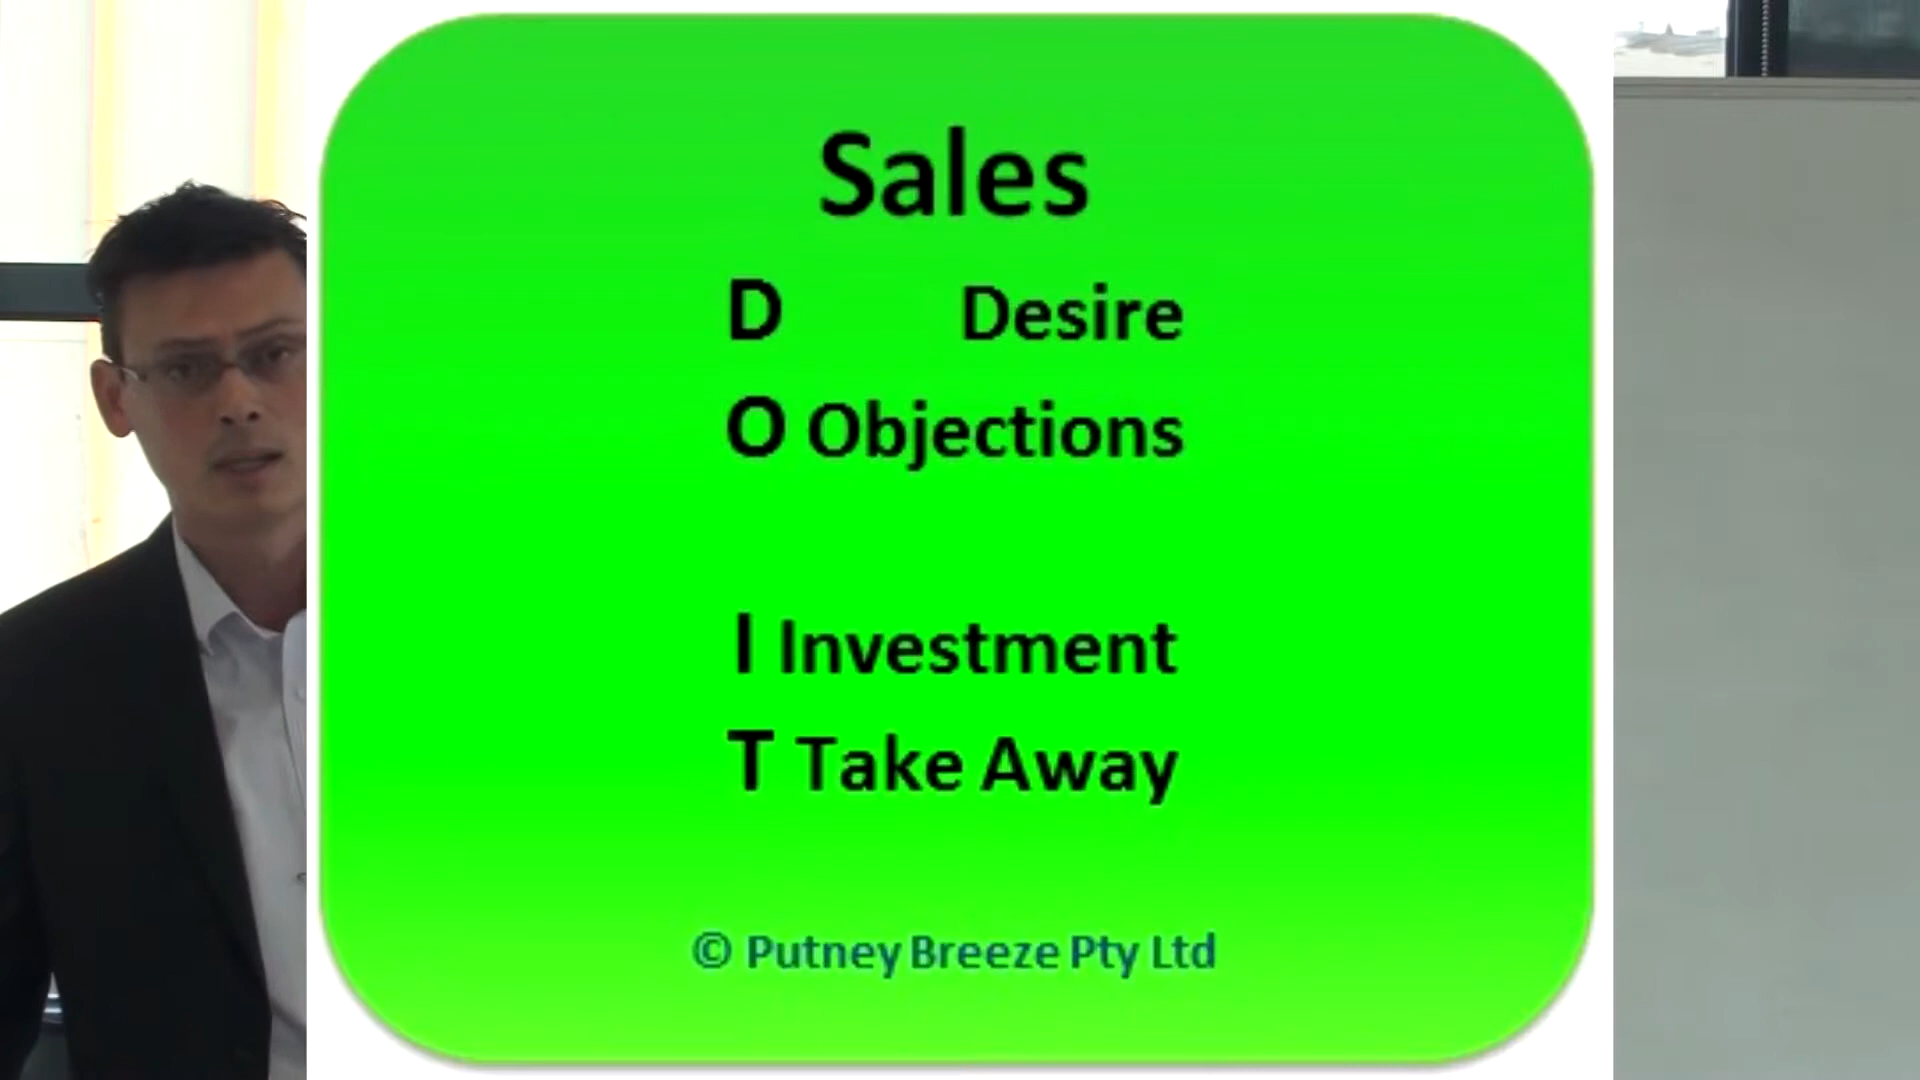 Sales
D Desire
O Objections
I Investment
T Take Away
© Putney Breeze Pty Ltd